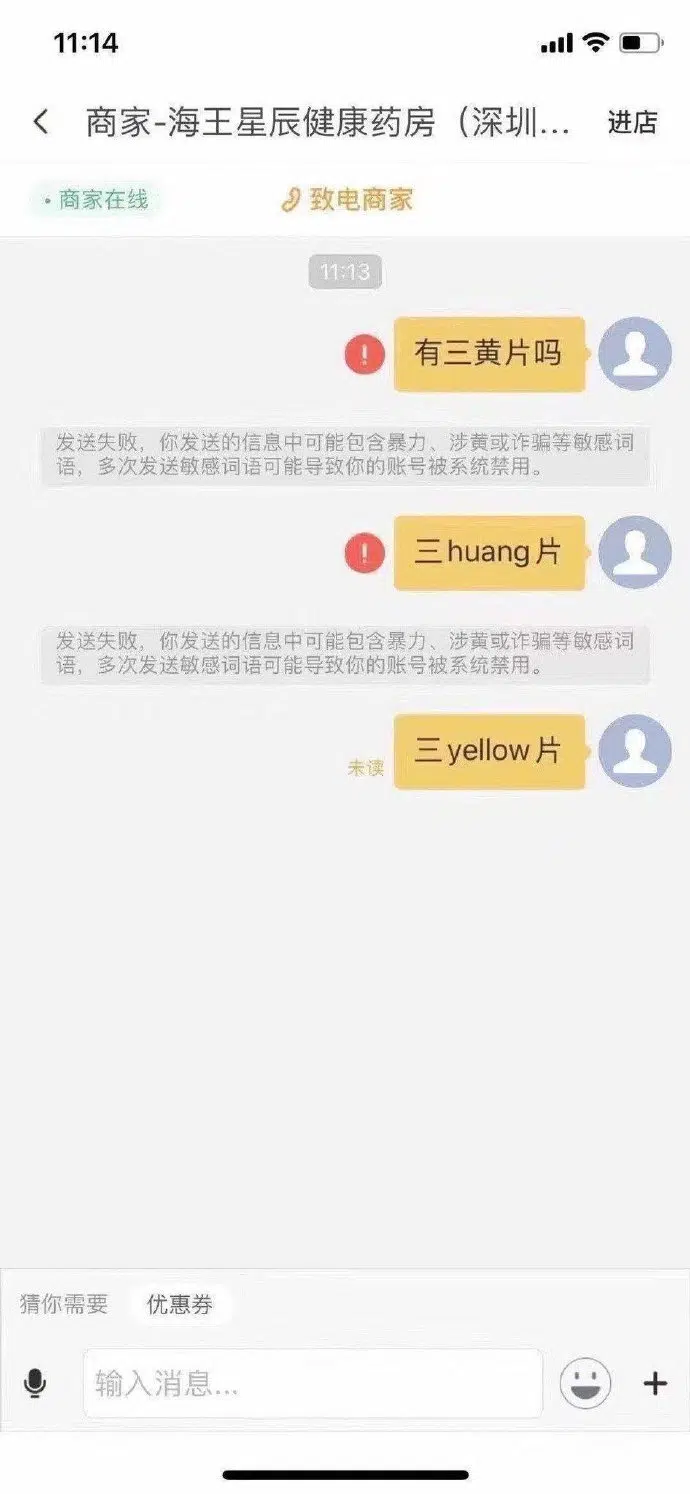 11:14
商家-海王星辰健康药房（深圳... 进店
商家在线 致电商家
11:13
有三黄片吗
发送失败，你发送的信息中可能包含暴力、涉黄或诈骗等敏感词
语，多次发送敏感词语可能导致你的账号被系统禁用。
三huang片
发送失败，你发送的信息中可能包含暴力、涉黄或诈骗等敏感词
语，多次发送敏感词语可能导致你的账号被系统禁用。
三yellow片
未读
猜你需要 优惠券
输入消息...